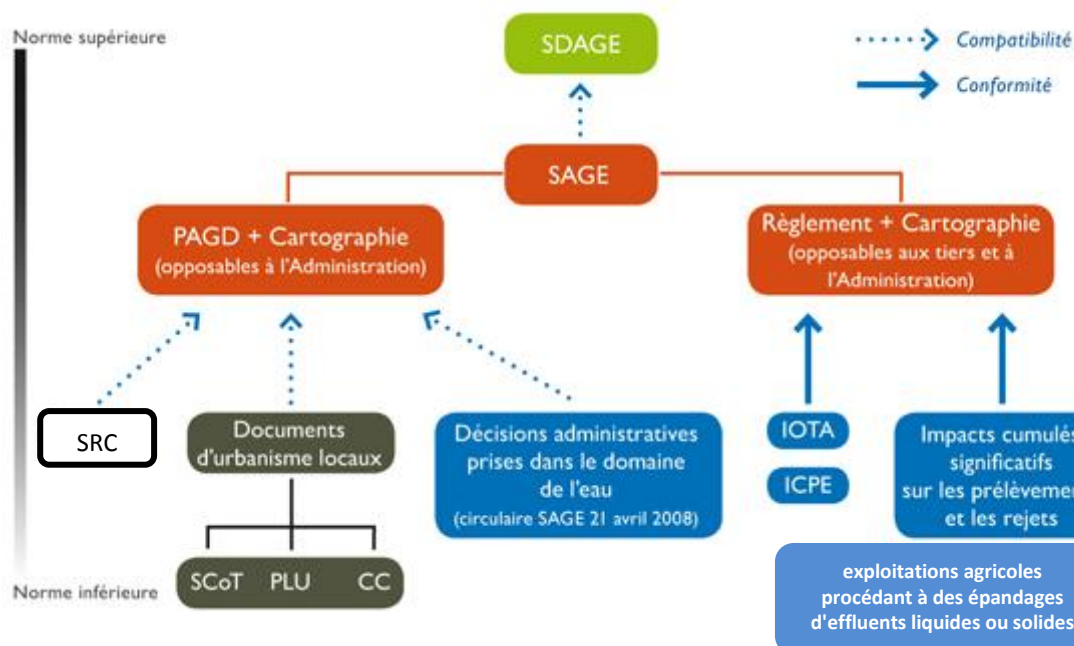 Norme supérieure
SDAGE
Compatibilité
Conformité
SAGE
PAGD + Cartographie
(opposables à l'Administration)
Règlement + Cartographie
(opposables aux tiers et à
l'Administration)
SRC
Documents
d'urbanisme locaux
Décisions administratives
prises dans le domaine
de l'eau
(circulaire SAGE 21 avril 2008)
IOTA
ICPE
Impacts cumulés
significatifs
sur les prélèvemen
et les rejets
Norme inférieure
SCoT PLU CC
exploitations agricoles
procédant à des épandages
d'effluents liquides ou solides